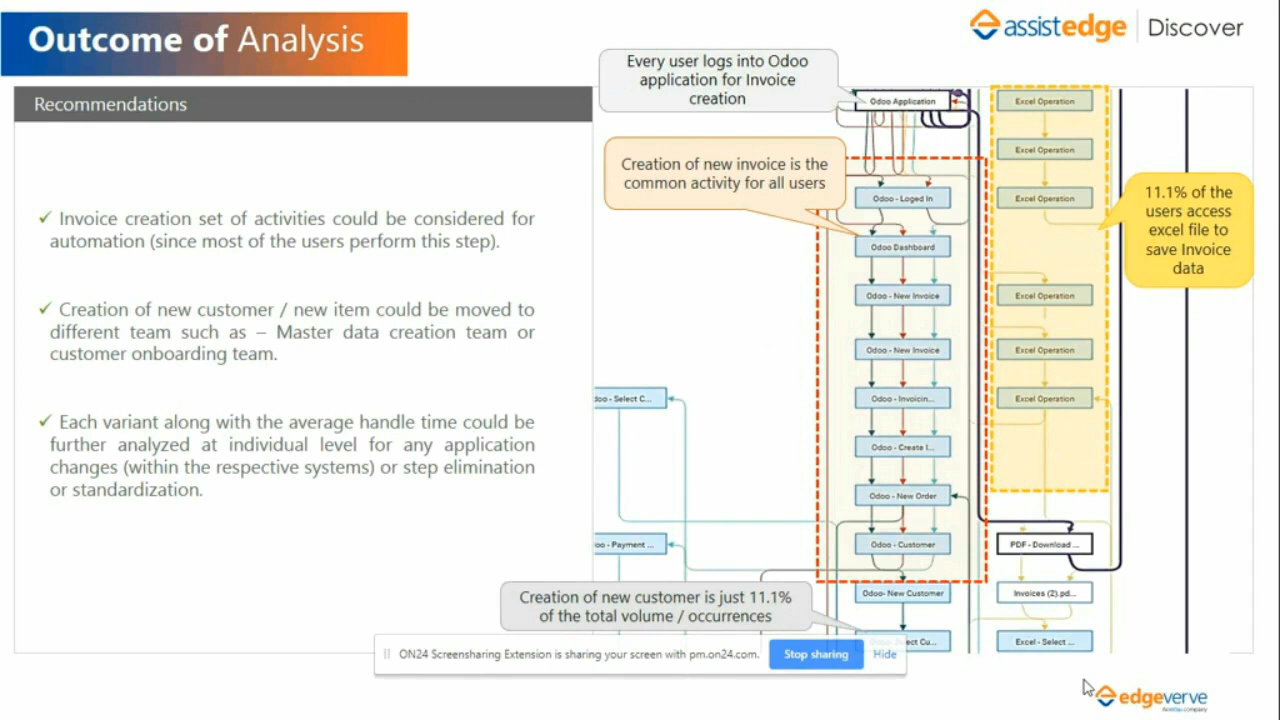 Outcome of Analysis
assistedge | Discover
Recommendations
✓ Invoice creation set of activities could be considered for
automation (since most of the users perform this step).
✓ Creation of new customer / new item could be moved to
different team such as – Master data creation team or
customer onboarding team.
✓ Each variant along with the average handle time could be
further analyzed at individual level for any application
changes (within the respective systems) or step elimination
or standardization.
Every user logs into Odoo
application for Invoice
creation
Creation of new invoice is the
common activity for all users
11.1% of the
users access
excel file to
save Invoice
data
Creation of new customer is just 11.1%
of the total volume / occurrences
Odoo Application
Odoo - Loged In
Odoo Dashboard
Odoo - New Invoice
Odoo - New Invoice
Odoo - Invoicin...
Odoo - Create I...
Odoo - New Order
Odoo - Customer
Odoo- New Customer
Cu...
Excel Operation
Excel Operation
Excel Operation
Excel Operation
Excel Operation
Excel Operation
PDF - Download ...
Invoices (2).pd...
Excel - Select ...
doo - Select C...
oo - Payment ...
ON24 Screensharing Extension is sharing your screen with pm.on24.com.
Stop sharing
Hide
edgeverve